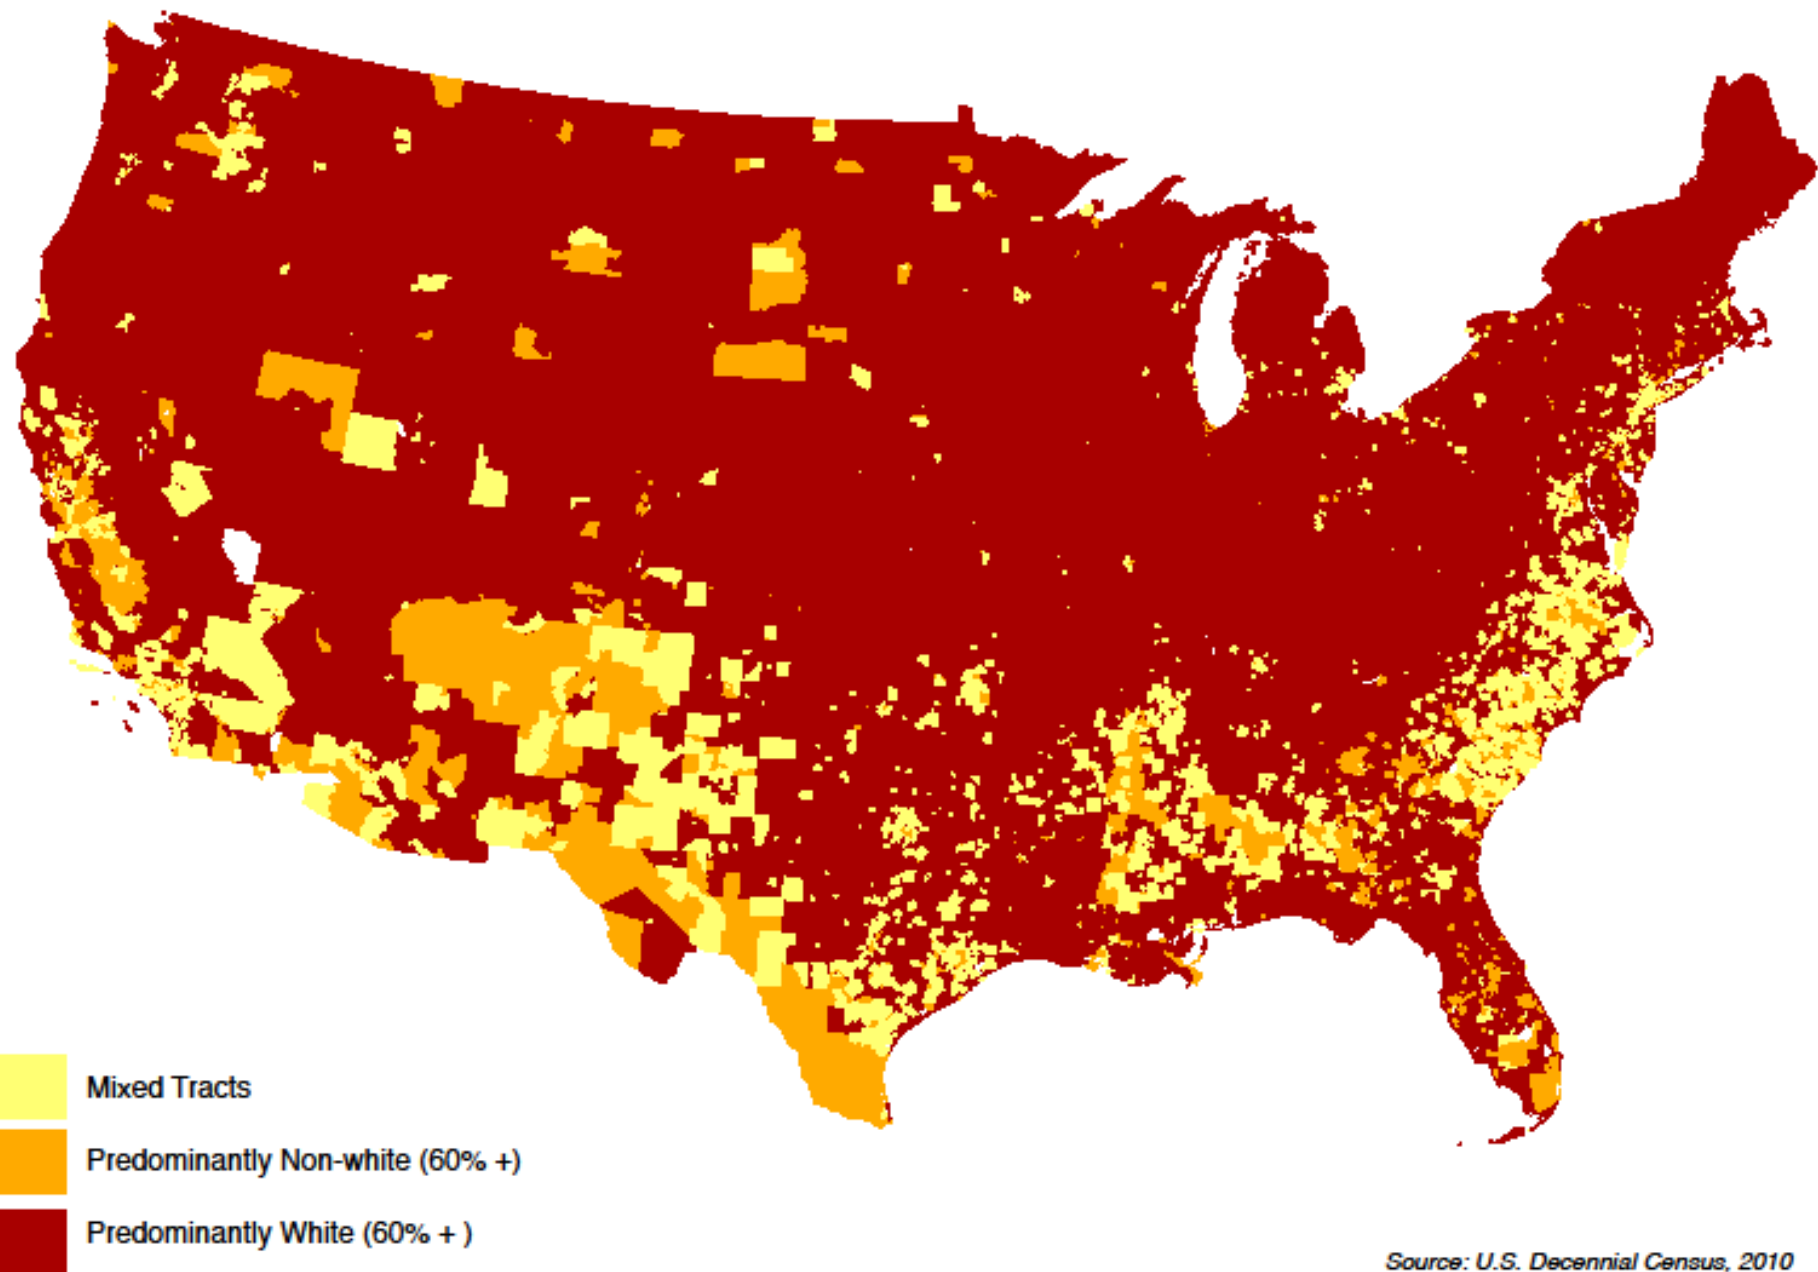 Mixed Tracts
Predominantly Non-white (60% +)
Predominantly White (60% + )
Source: U.S. Decennial Census, 2010